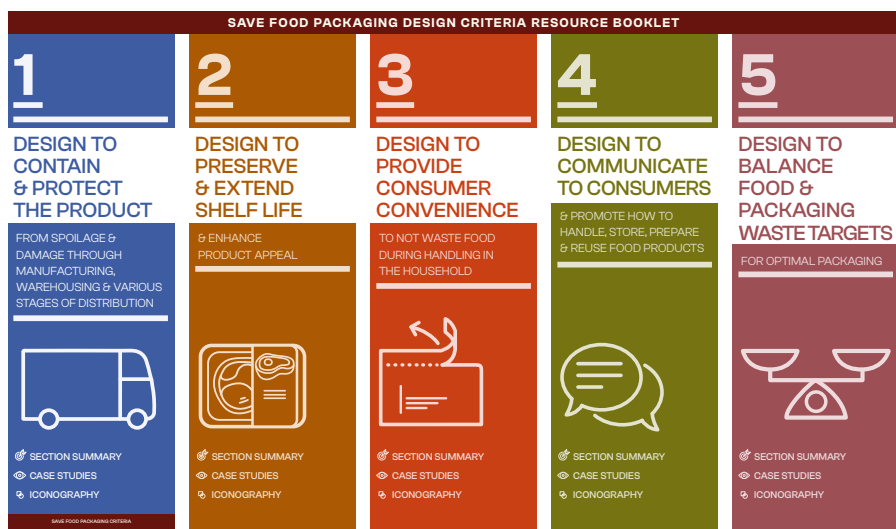 SAVE FOOD PACKAGING DESIGN CRITERIA RESOURCE BOOKLET
1
DESIGN TO
CONTAIN
& PROTECT
THE PRODUCT
FROM SPOILAGE &
DAMAGE THROUGH
MANUFACTURING,
WAREHOUSING & VARIOUS
STAGES OF DISTRIBUTION
SECTION SUMMARY
CASE STUDIES
ICONOGRAPHY
SAVE FOOD PACKAGING CRITERIA
2
DESIGN TO
PRESERVE
& EXTEND
SHELF LIFE
& ENHANCE
PRODUCT APPEAL
SECTION SUMMARY
CASE STUDIES
ICONOGRAPHY
3
DESIGN TO
PROVIDE
CONSUMER
CONVENIENCE
TO NOT WASTE FOOD
DURING HANDLING IN
THE HOUSEHOLD
SECTION SUMMARY
CASE STUDIES
ICONOGRAPHY
4
DESIGN TO
COMMUNICATE
TO CONSUMERS
& PROMOTE HOW TO
HANDLE, STORE, PREPARE
& REUSE FOOD PRODUCTS
SECTION SUMMARY
CASE STUDIES
ICONOGRAPHY
5
DESIGN TO
BALANCE
FOOD &
PACKAGING
WASTE TARGETS
FOR OPTIMAL PACKAGING
SECTION SUMMARY
CASE STUDIES
ICONOGRAPHY